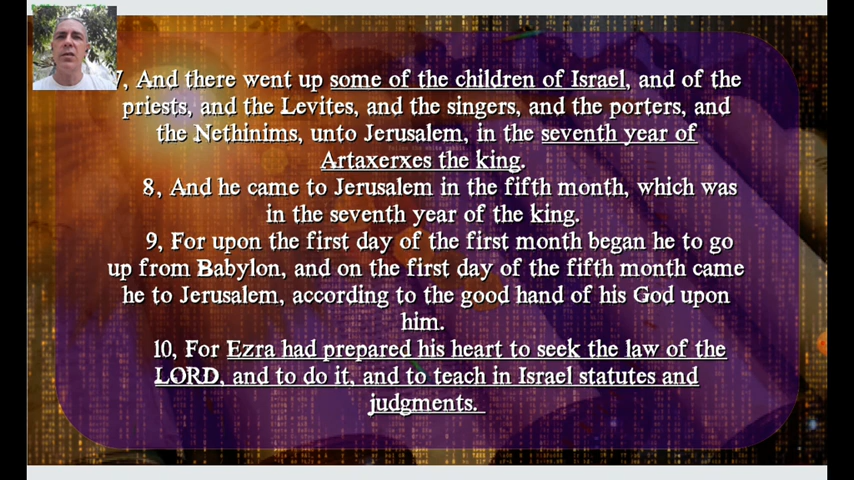 7, And there went up some of the children of Israel, and of the
priests, and the Levites, and the singers, and the porters, and
the Nethinims, unto Jerusalem, in the seventh year of
Artaxerxes the king.
8, And he came to Jerusalem in the fifth month, which was
in the seventh year of the king.
9, For upon the first day of the first month began he to go
up from Babylon, and on the first day of the fifth month came
he to Jerusalem, according to the good hand of his God upon
him.
10, For Ezra had prepared his heart to seek the law of the
LORD, and to do it, and to teach in Israel statutes and
judgments.